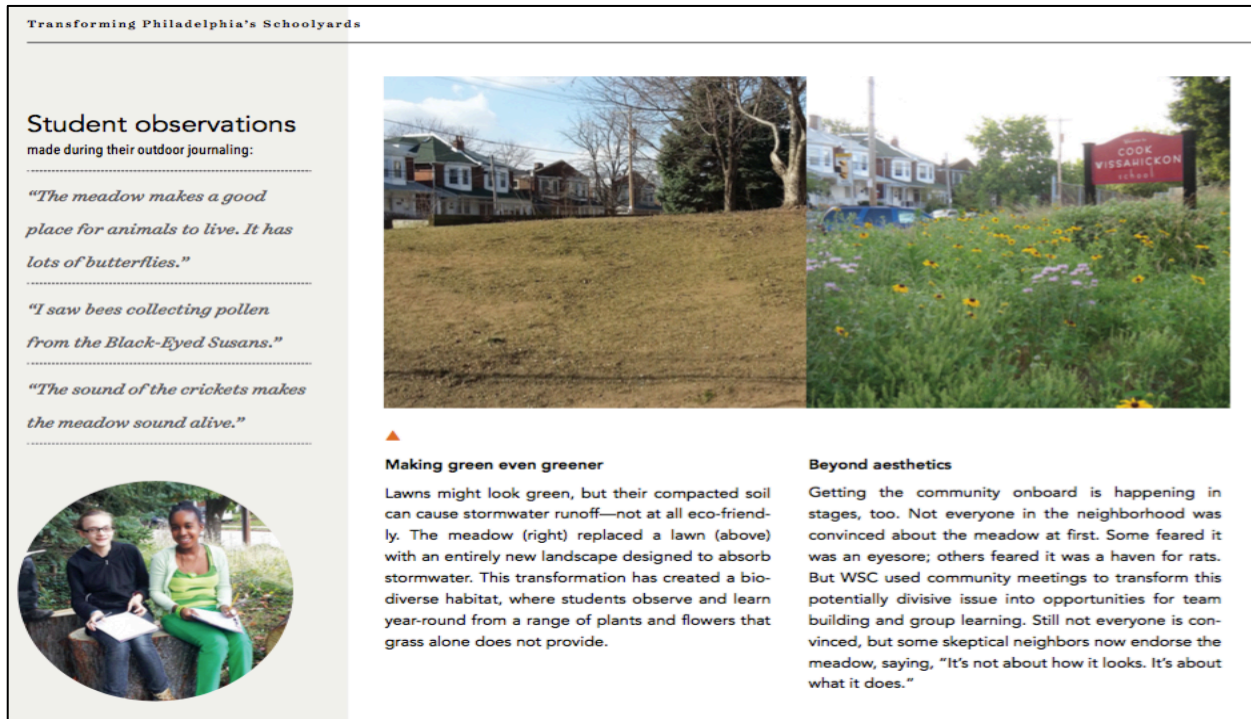 Transforming Philadelphia's Schoolyards
Student observations
made during their outdoor journaling:
"The meadow makes a good
place for animals to live. It has
lots of butterflies."
"I saw bees collecting pollen
from the Black-Eyed Susans."
"The sound of the crickets makes
the meadow sound alive."
Welcome to
COOK
WISSAHICKON
school
Making green even greener
Lawns might look green, but their compacted soil
can cause stormwater runoff—not at all eco-friend-
ly. The meadow (right) replaced a lawn (above)
with an entirely new landscape designed to absorb
stormwater. This transformation has created a bio-
diverse habitat, where students observe and learn
year-round from a range of plants and flowers that
grass alone does not provide.
Beyond aesthetics
Getting the community onboard is happening in
stages, too. Not everyone in the neighborhood was
convinced about the meadow at first. Some feared it
was an eyesore; others feared it was a haven for rats.
But WSC used community meetings to transform this
potentially divisive issue into opportunities for team
building and group learning. Still not everyone is con-
vinced, but some skeptical neighbors now endorse the
meadow, saying, "It's not about how it looks. It's about
what it does."